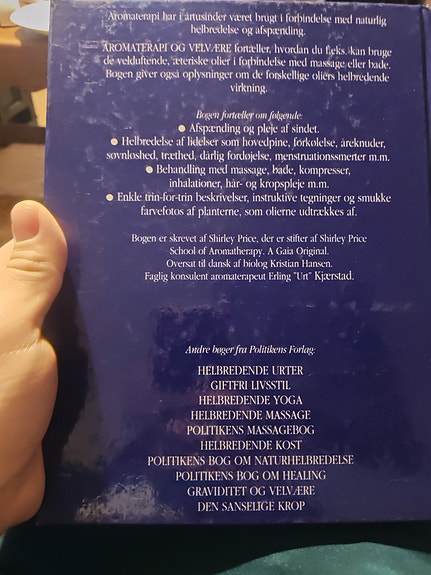 Aromaterapi har i årtusinder været brugt i forbindelse med naturlig
helbredelse og afspænding.
AROMATERAPI OG VELVÆRE fortæller, hvordan du f.eks. kan bruge
de velduftende, æteriske olier i forbindelse med massage eller bade.
Bogen giver også oplysninger om de forskellige oliers helbredende
virkning.
Bogen fortæller om følgende:
● Afspænding og pleje af sindet.
● Helbredelse af lidelser som hovedpine, forkølelse, åreknuder,
søvnløshed, træthed, dårlig fordøjelse, menstruationssmerter m.m.
● Behandling med massage, bade, kompresser,
inhalationer, hår- og kropspleje m.m.
● Enkle trin-for-trin beskrivelser, instruktive tegninger og smukke
farvefotos af planterne, som olierne udtrækkes af.
Bogen er skrevet af Shirley Price, der er stifter af Shirley Price
School of Aromatherapy. A Gaia Original.
Oversat til dansk af biolog Kristian Hansen.
Faglig konsulent aromaterapeut Erling "Urt" Kjærstad.
Andre bøger fra Politikens Forlag:
HELBREDENDE URTER
GIFTFRI LIVSSTIL
HELBREDENDE YOGA
HELBREDENDE MASSAGE
POLITIKENS MASSAGEBOG
HELBREDENDE KOST
POLITIKENS BOG OM NATURHELBREDELSE
POLITIKENS BOG OM HEALING
GRAVIDITET OG VELVÆRE
DEN SANSELIGE KROP